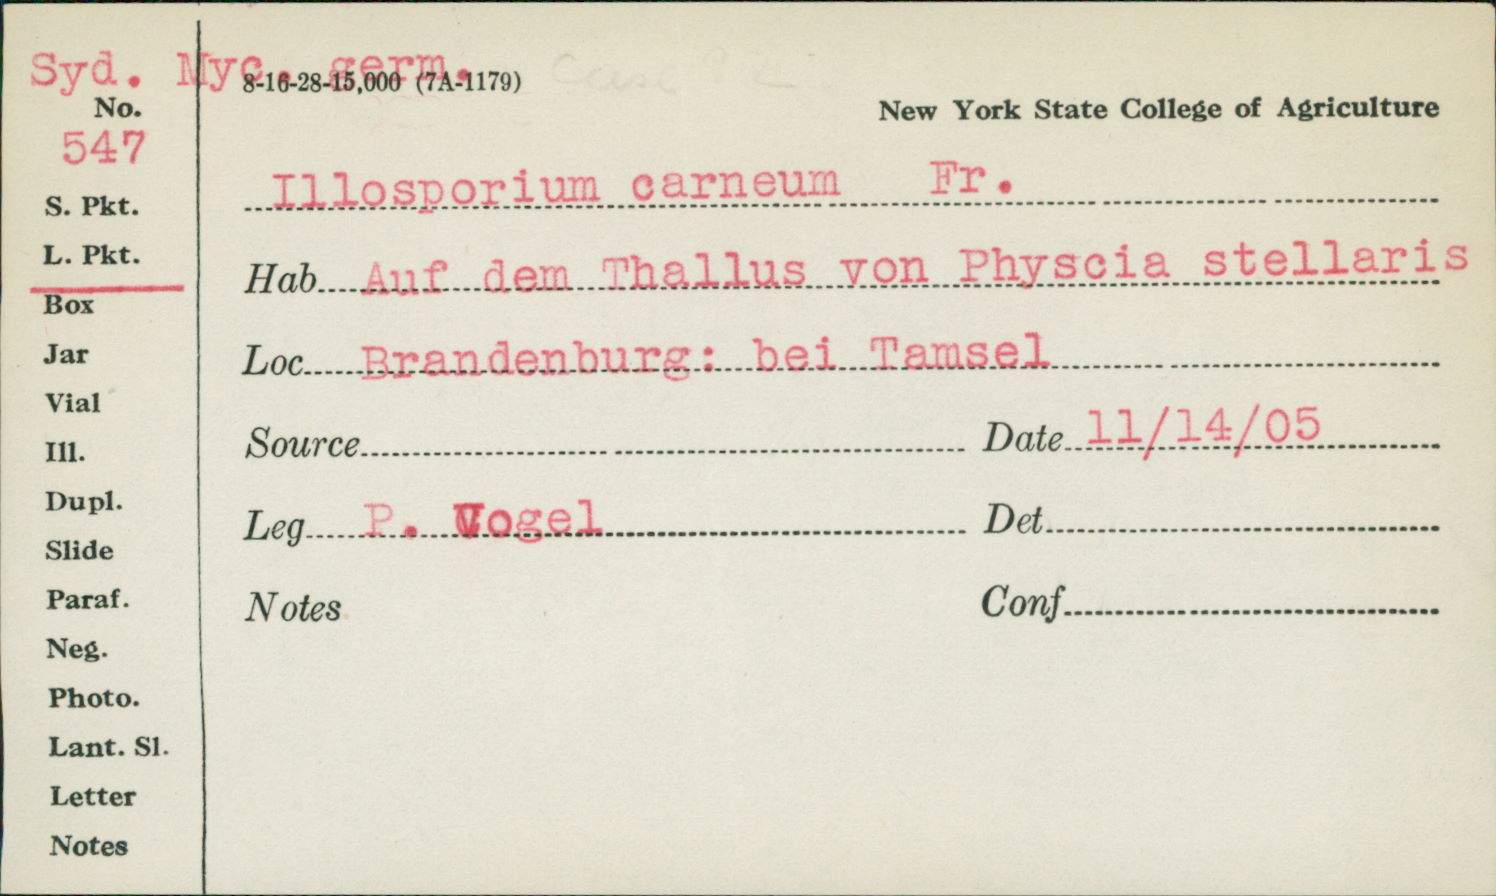 Syd. Myc. germ.
8-16-28-15,000 (7A-1179)
New York State College of Agriculture
No.
547
Illosporium carneum Fr.
S. Pkt.
L. Pkt.
Hab. Auf dem Thallus von Physcia stellaris
Box
Jar
Loc. Brandenburg: bei Tamsel
Vial
Source
Date 11/14/05
Ill.
Dupl.
Leg. P. Vogel
Det.
Slide
Paraf.
Notes
Conf.
Neg.
Photo.
Lant. Sl.
Letter
Notes